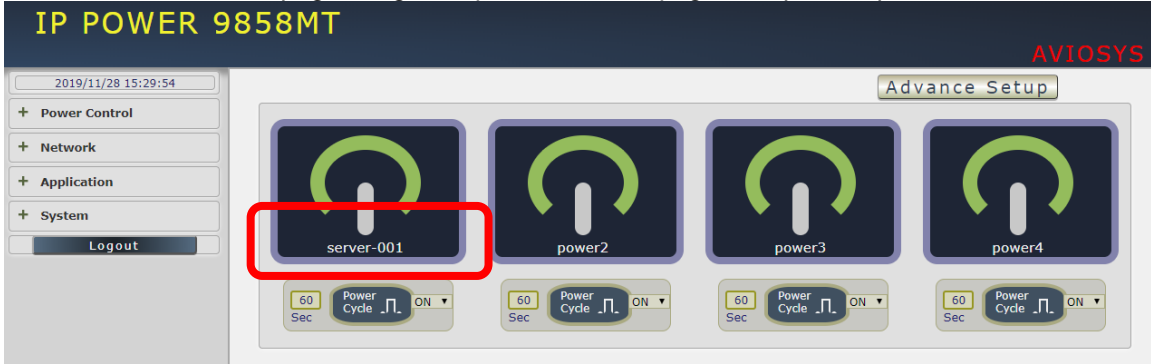 IP POWER 9858MT
AVIOSYS
2019/11/28 15:29:54
+ Power Control
+ Network
+ Application
+ System
Logout
Advance Setup
server-001
power2
power3
power4
60 Sec Power Cycle ON ▼
60 Sec Power Cycle ON ▼
60 Sec Power Cycle ON ▼
60 Sec Power Cycle ON ▼